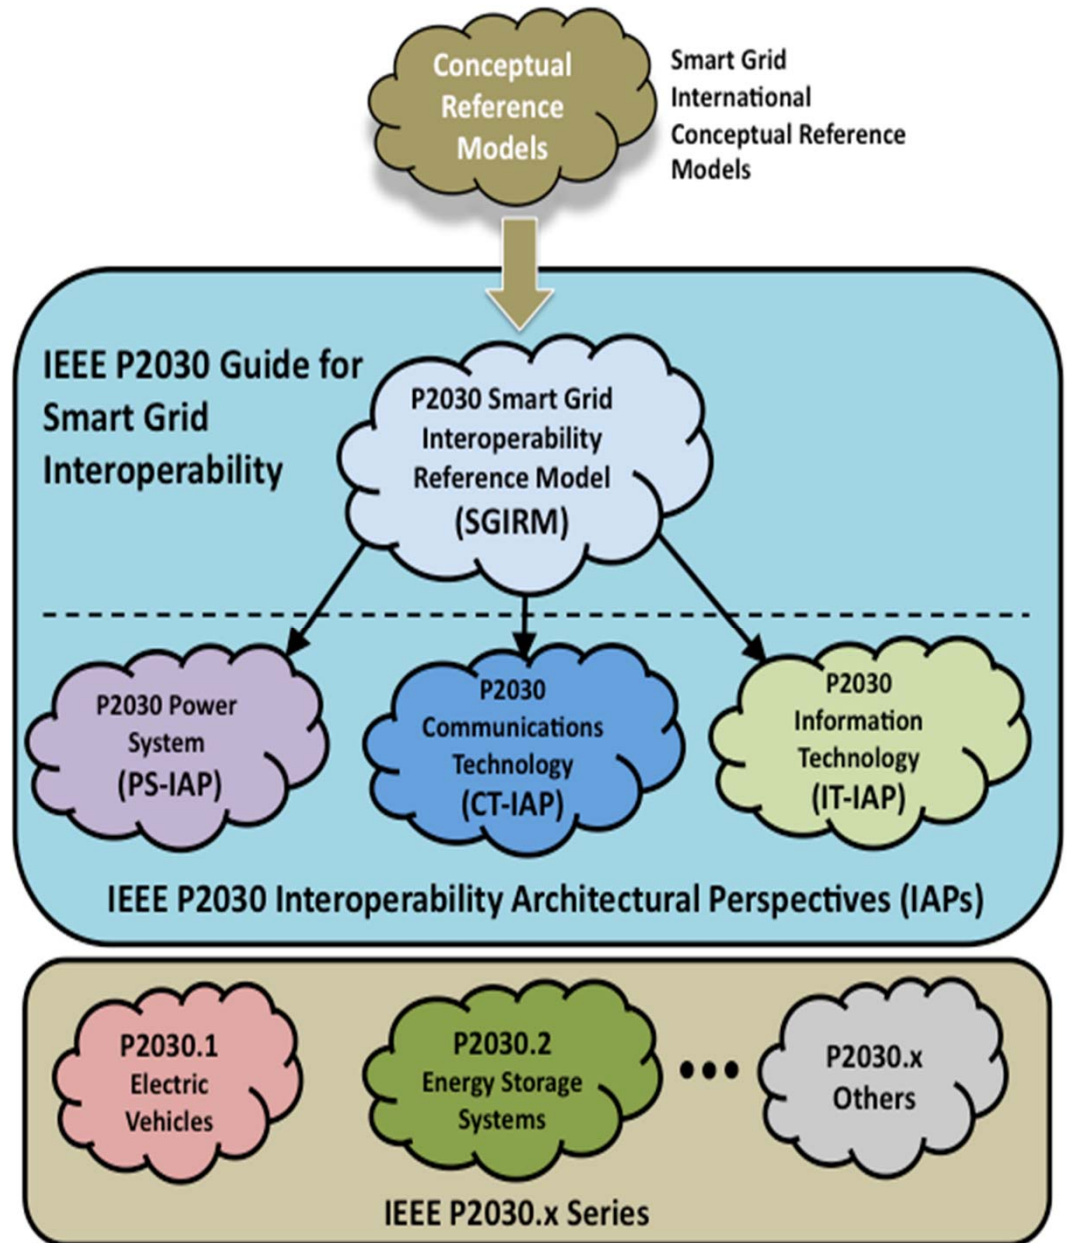 Conceptual
Reference
Models
Smart Grid
International
Conceptual Reference
Models
IEEE P2030 Guide for
Smart Grid
Interoperability
P2030 Smart Grid
Interoperability
Reference Model
(SGIRM)
P2030 Power
System
(PS-IAP)
P2030
Communications
Technology
(CT-IAP)
P2030
Information
Technology
(IT-IAP)
IEEE P2030 Interoperability Architectural Perspectives (IAPs)
P2030.1
Electric
Vehicles
P2030.2
Energy Storage
Systems
P2030.x
Others
IEEE P2030.x Series